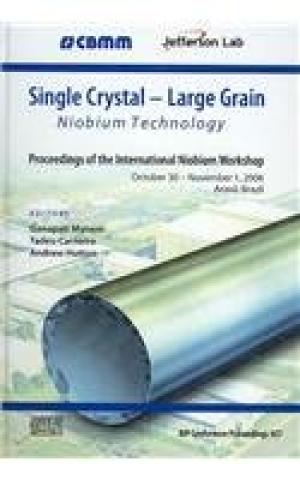 CBMM Jefferson Lab
Single Crystal – Large Grain
Niobium Technology
Proceedings of the International Niobium Workshop
October 30 – November 1, 2006
Araxá, Brazil
EDITORS
Ganapati Myneni
Tadeu Carneiro
Andrew Hutton
AIP Conference Proceedings